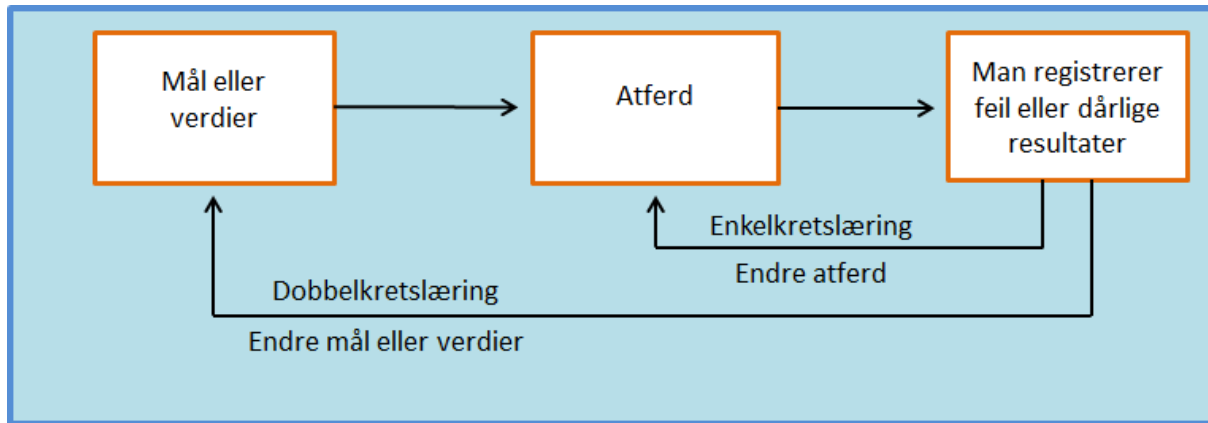 Mål eller
verdier
Atferd
Man registrerer
feil eller dårlige
resultater
Enkelkretslæring
Endre atferd
Dobbelkretslæring
Endre mål eller verdier